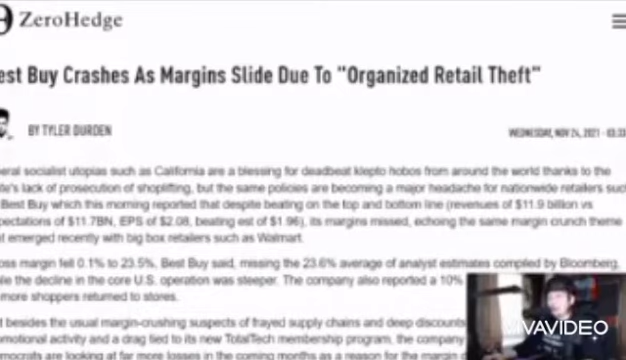 ZeroHedge
est Buy Crashes As Margins Slide Due To "Organized Retail Theft"
BY TYLER DURDEN
WEDNESDAY, NOV 24, 2021 - 03:33
eral socialist utopias such as California are a blessing for deadbeat klepto hobos from around the world thanks to the
te's lack of prosecution of shoplifting, but the same policies are becoming a major headache for nationwide retailers suc
Best Buy which this morning reported that despite beating on the top and bottom line (revenues of $11.9 billion vs
pectations of $11.7BN, EPS of $2.08, beating est of $1.96), its margins missed, echoing the same margin crunch theme
t emerged recently with big box retailers such as Walmart.
oss margin fell 0.1% to 23.5%, Best Buy said, missing the 23.6% average of analyst estimates compiled by Bloomberg,
ile the decline in the core U.S. operation was steeper. The company also reported a 10%
more shoppers returned to stores.
t besides the usual margin-crushing suspects of frayed supply chains and deep discounts
omotional activity and a drag tied to its new TotalTech membership program, the company
mocrats are looking at far more losses in the coming months as a reason for the margin
VIVAVIDEO